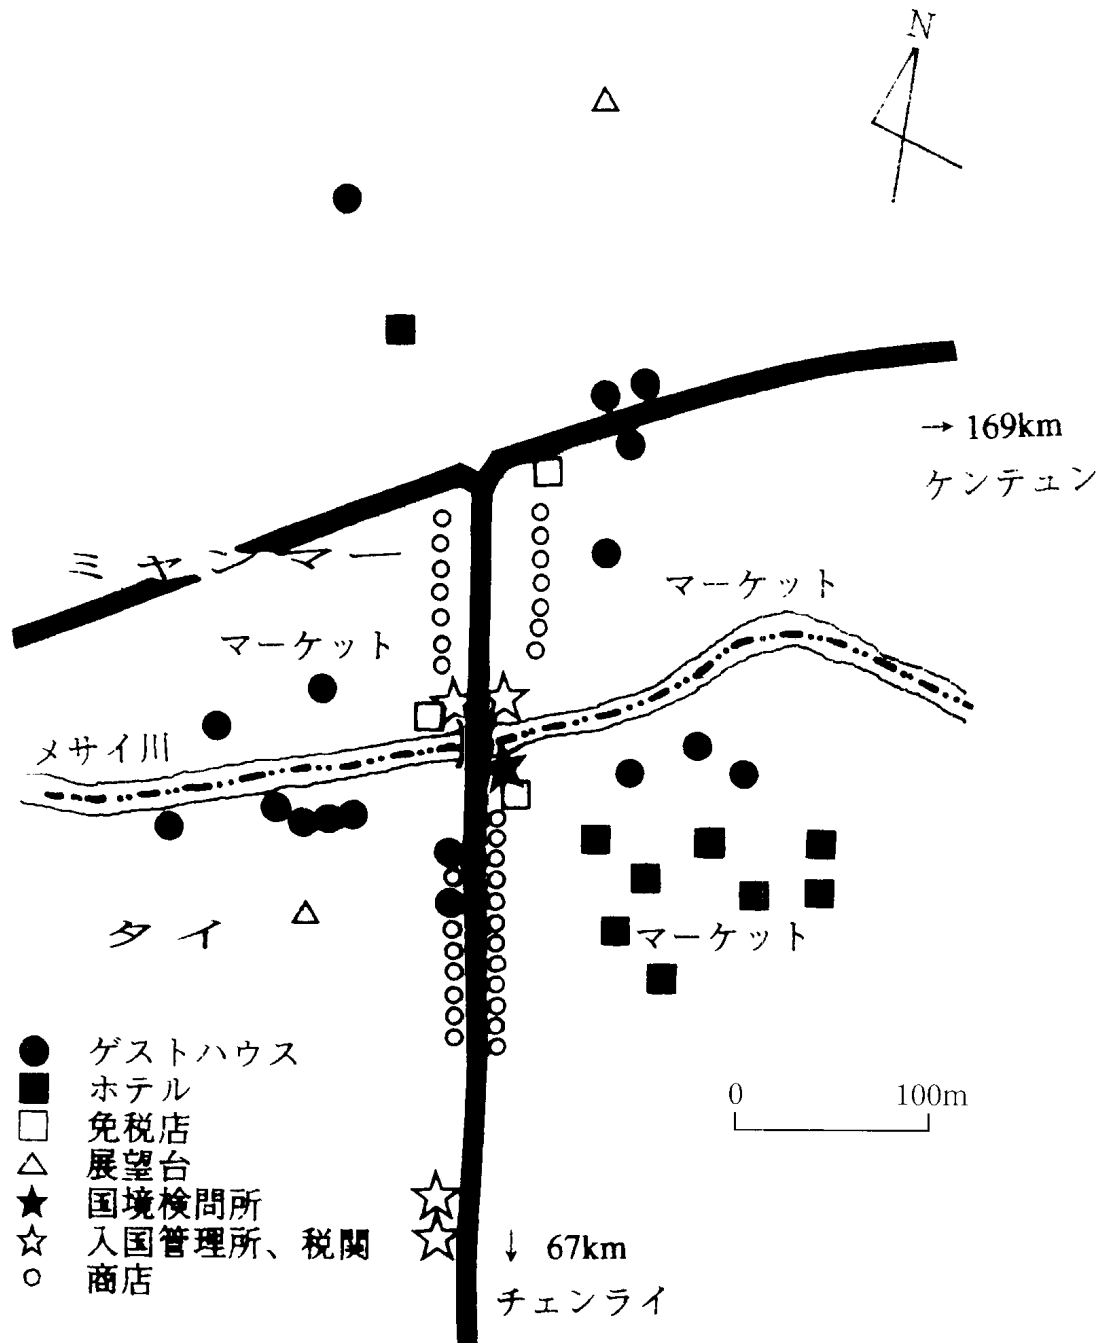 N
→ 169km
ケンテュン
ミャンマー
マーケット
マーケット
メサイ川
タイ
マーケット
ゲストハウス
ホテル
免税店
展望台
国境検問所
入国管理所、税関
商店
0 100m
↓ 67km
チェンライ